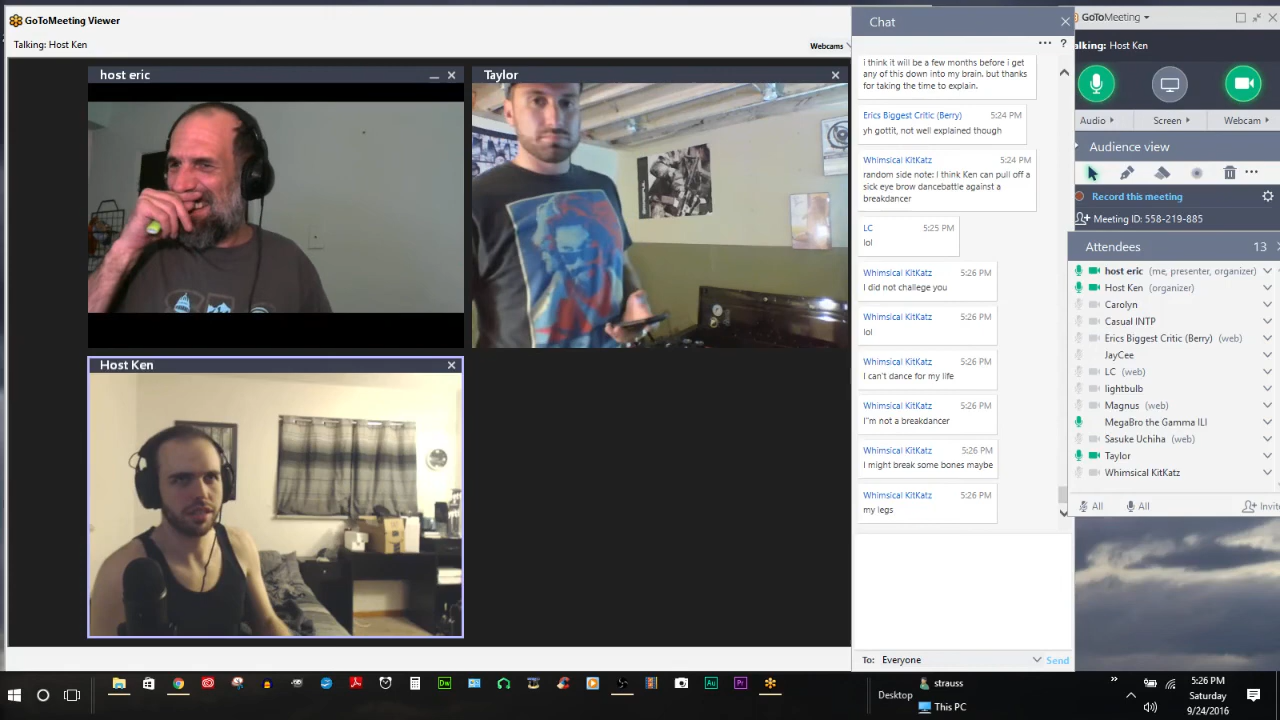 GoToMeeting Viewer
Talking: Host Ken
Webcams
host eric
Taylor
Host Ken
Chat
?
i think it will be a few months before i get
any of this down into my brain. but thanks
for taking the time to explain.
Erics Biggest Critic (Berry) 5:24 PM
yh gottit, not well explained though
Whimsical KitKatz 5:24 PM
random side note: I think Ken can pull off a
sick eye brow dancebattle against a
breakdancer
LC 5:25 PM
lol
Whimsical KitKatz 5:26 PM
I did not challege you
Whimsical KitKatz 5:26 PM
lol
Whimsical KitKatz 5:26 PM
I can't dance for my life
Whimsical KitKatz 5:26 PM
I"m not a breakdancer
Whimsical KitKatz 5:26 PM
I might break some bones maybe
Whimsical KitKatz 5:26 PM
my legs
To: Everyone
Send
GoToMeeting
alking: Host Ken
Audio
Screen
Webcam
Audience view
Record this meeting
Meeting ID: 558-219-885
Attendees 13
host eric (me, presenter, organizer)
Host Ken (organizer)
Carolyn
Casual INTP
Erics Biggest Critic (Berry) (web)
JayCee
LC (web)
lightbulb
Magnus (web)
MegaBro the Gamma ILI
Sasuke Uchiha (web)
Taylor
Whimsical KitKatz
All
All
Invite
Dw
Au
Pr
Desktop
strauss
This PC
5:26 PM
Saturday
9/24/2016